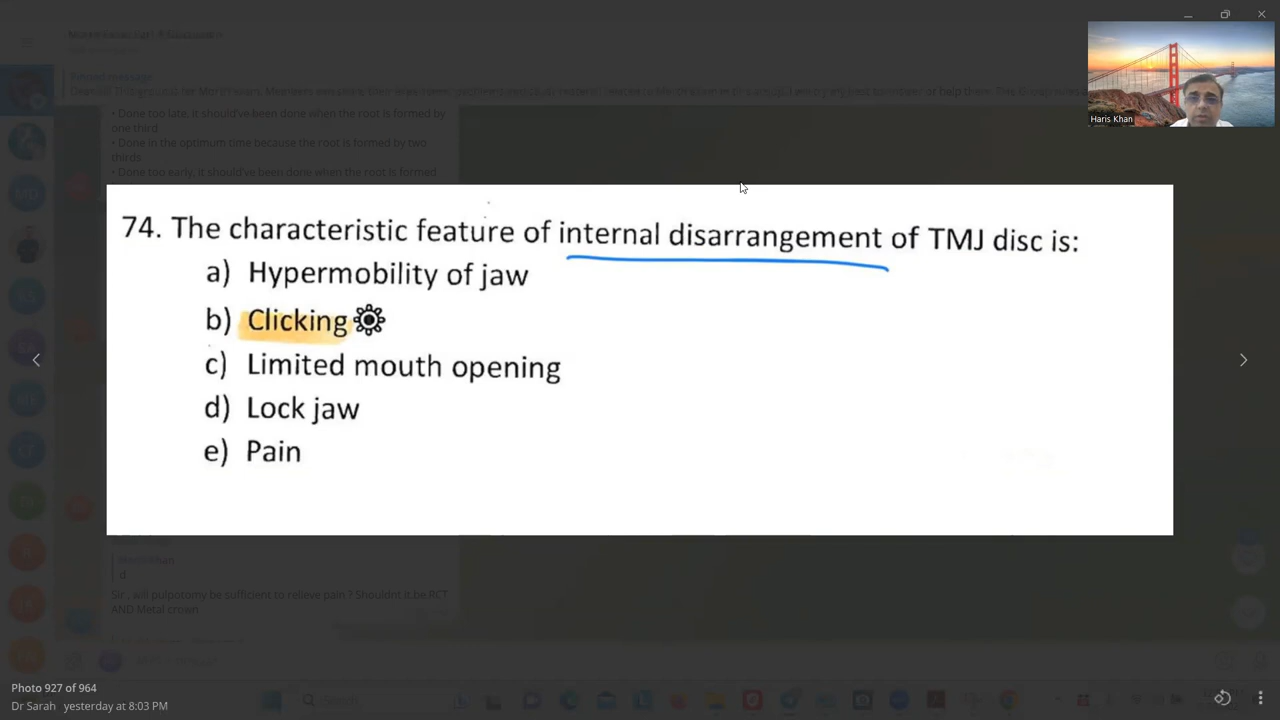 Haris Khan
• Done too late, it should've been done when the root is formed by
one third
• Done in the optimum time because the root is formed by two
thirds
• Done too early. It should've been done when the root is formed
74. The characteristic feature of internal disarrangement of TMJ disc is:
a) Hypermobility of jaw
b) Clicking
c) Limited mouth opening
d) Lock jaw
e) Pain
d
Sir , will pulpotomy be sufficient to relieve pain ? Shouldnt it be RCT
AND Metal crown
Photo 927 of 964
Dr Sarah yesterday at 8:03 PM